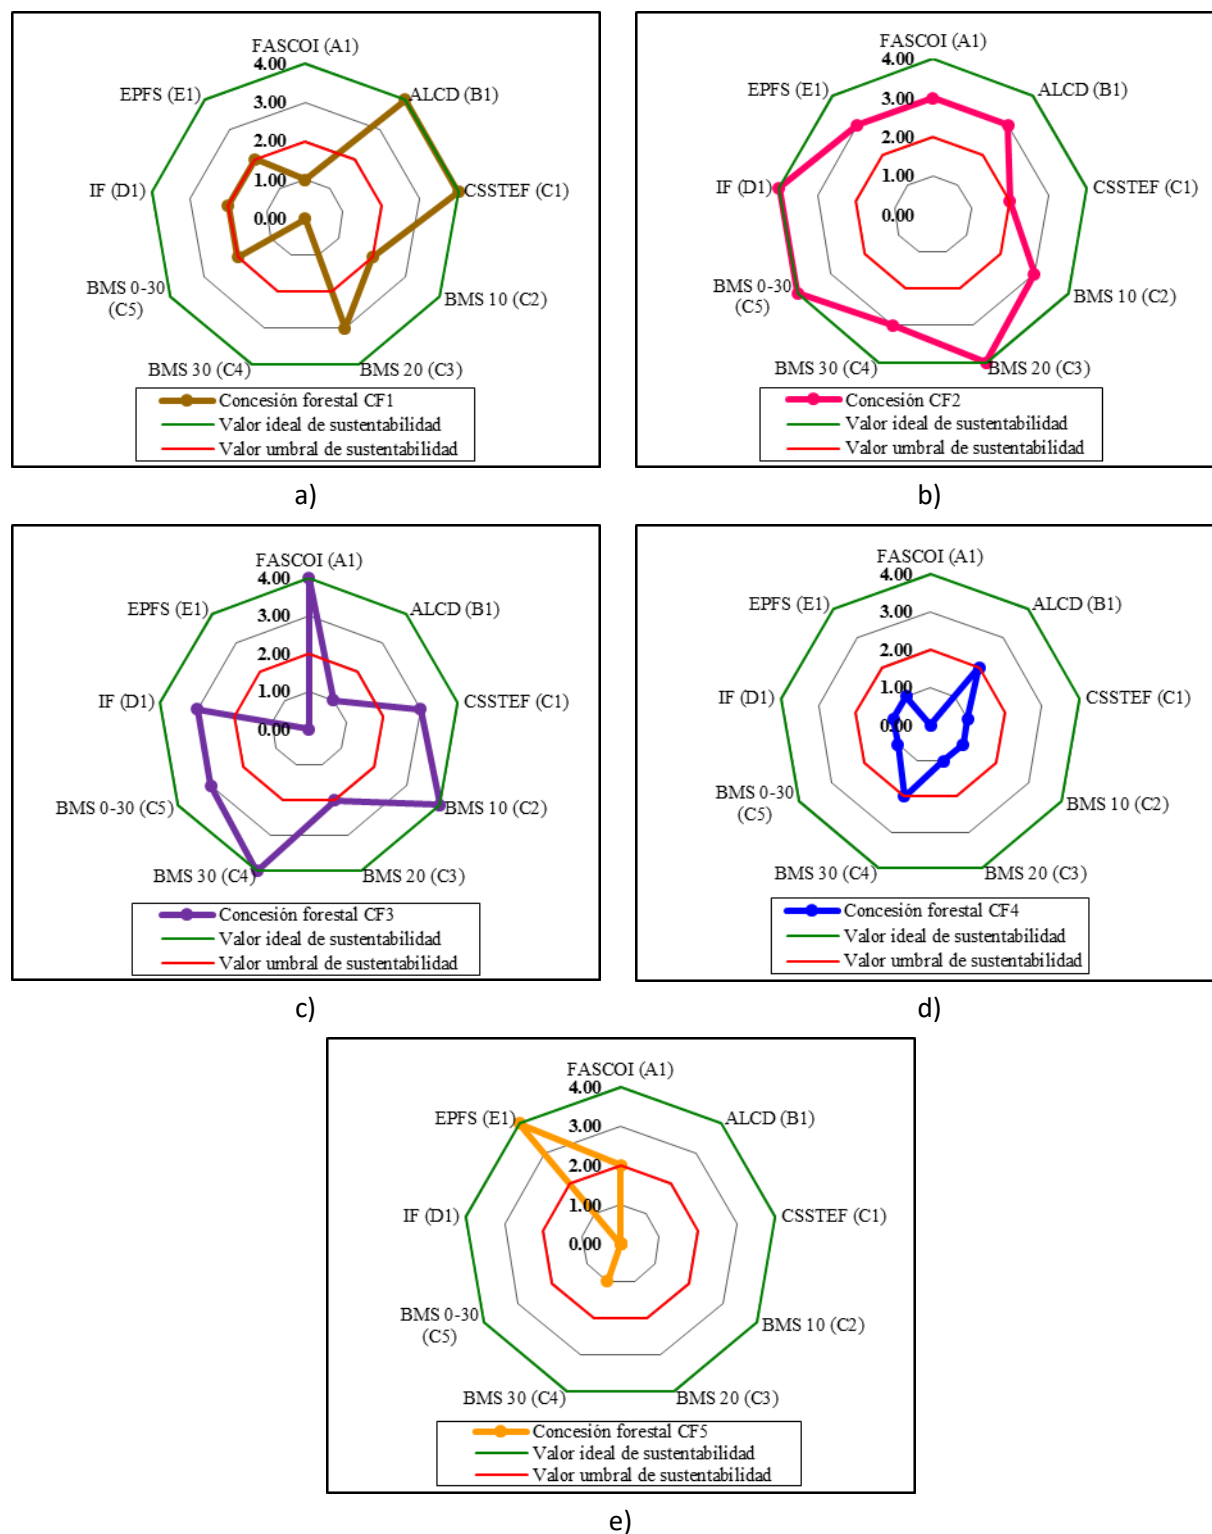 FASCOI (A1)
4.00
EPFS (E1)
ALCD (B1)
3.00
2.00
IF (D1)
1.00
CSSTEF (C1)
0.00
BMS 0-30
(C5)
BMS 10 (C2)
BMS 30 (C4)
BMS 20 (C3)
Concesión forestal CF1
Valor ideal de sustentabilidad
Valor umbral de sustentabilidad
a)
FASCOI (A1)
4.00
EPFS (E1)
ALCD (B1)
3.00
2.00
IF (D1)
1.00
CSSTEF (C1)
0.00
BMS 0-30
(C5)
BMS 10 (C2)
BMS 30 (C4)
BMS 20 (C3)
Concesión CF2
Valor ideal de sustentabilidad
Valor umbral de sustentabilidad
b)
FASCOI (A1)
4.00
EPFS (E1)
ALCD (B1)
3.00
2.00
IF (D1)
1.00
CSSTEF (C1)
0.00
BMS 0-30 (C5)
BMS 10 (C2)
BMS 30 (C4)
BMS 20 (C3)
Concesión forestal CF3
Valor ideal de sustentabilidad
Valor umbral de sustentabilidad
c)
FASCOI (A1)
4.00
EPFS (E1)
ALCD (B1)
3.00
2.00
IF (D1)
1.00
CSSTEF (C1)
0.00
BMS 0-30
(C5)
BMS 10 (C2)
BMS 30 (C4)
BMS 20 (C3)
Concesión forestal CF4
Valor ideal de sustentabilidad
Valor umbral de sustentabilidad
d)
FASCOI (A1)
4.00
EPFS (E1)
ALCD (B1)
3.00
2.00
IF (D1)
1.00
CSSTEF (C1)
0.00
BMS 0-30
(C5)
BMS 10 (C2)
BMS 30 (C4)
BMS 20 (C3)
Concesión forestal CF5
Valor ideal de sustentabilidad
Valor umbral de sustentabilidad
e)